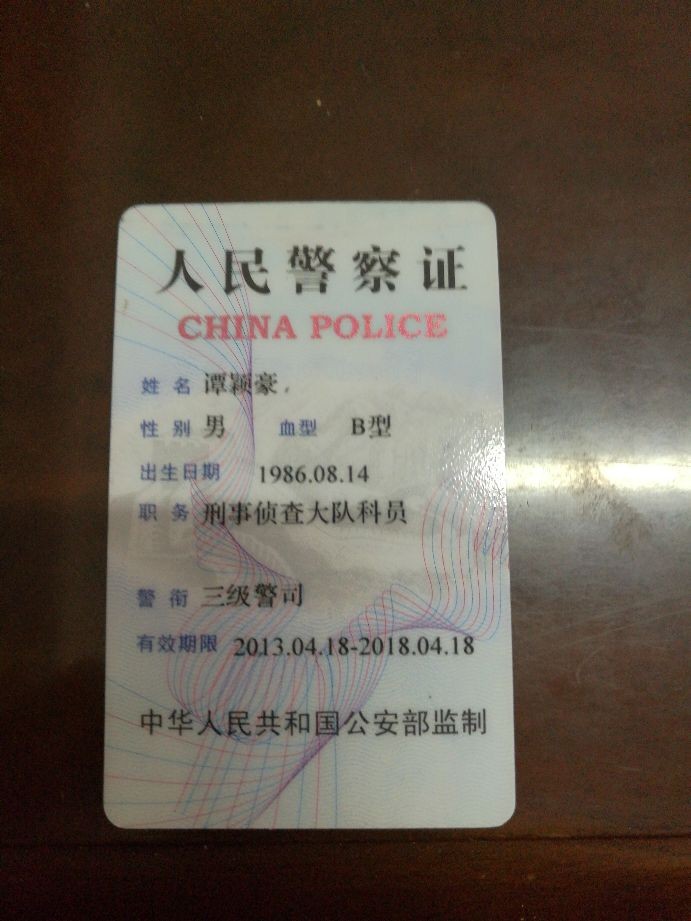 人民警察证
CHINA POLICE
姓名 谭颖豪
性别 男 血型 B型
出生日期 1986.08.14
职务 刑事侦查大队科员
警衔 三级警司
有效期限 2013.04.18-2018.04.18
中华人民共和国公安部监制